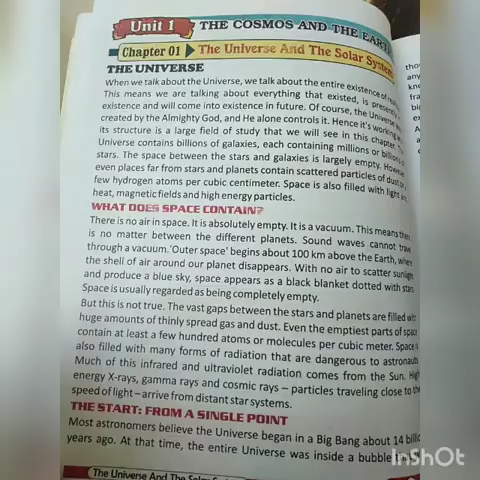 Unit 1 THE COSMOS AND THE EARTH
Chapter 01 The Universe And The Solar System
THE UNIVERSE
When we talk about the Universe, we talk about the entire existence of
This means we are talking about everything that existed, is presently
existence and will come into existence in future. Of course, the Universe
created by the Almighty God, and He alone controls it. Hence it's working
its structure is a large field of study that we will see in this chapter.
Universe contains billions of galaxies, each containing millions or billions
stars. The space between the stars and galaxies is largely empty. However
even places far from stars and planets contain scattered particles of dust
few hydrogen atoms per cubic centimeter. Space is also filled with light
heat, magnetic fields and high energy particles.
WHAT DOES SPACE CONTAIN?
There is no air in space. It is absolutely empty. It is a vacuum. This means there
is no matter between the different planets. Sound waves cannot travel
through a vacuum. 'Outer space' begins about 100 km above the Earth, where
the shell of air around our planet disappears. With no air to scatter sunlight
and produce a blue sky, space appears as a black blanket dotted with stars
Space is usually regarded as being completely empty.
But this is not true. The vast gaps between the stars and planets are filled with
huge amounts of thinly spread gas and dust. Even the emptiest parts of space
contain at least a few hundred atoms or molecules per cubic meter. Space is
also filled with many forms of radiation that are dangerous to astronauts
Much of this infrared and ultraviolet radiation comes from the Sun. High
energy X-rays, gamma rays and cosmic rays – particles traveling close to the
speed of light – arrive from distant star systems.
THE START: FROM A SINGLE POINT
Most astronomers believe the Universe began in a Big Bang about 14 billio
years ago. At that time, the entire Universe was inside a bubble
The Universe And The Solar
InShOt